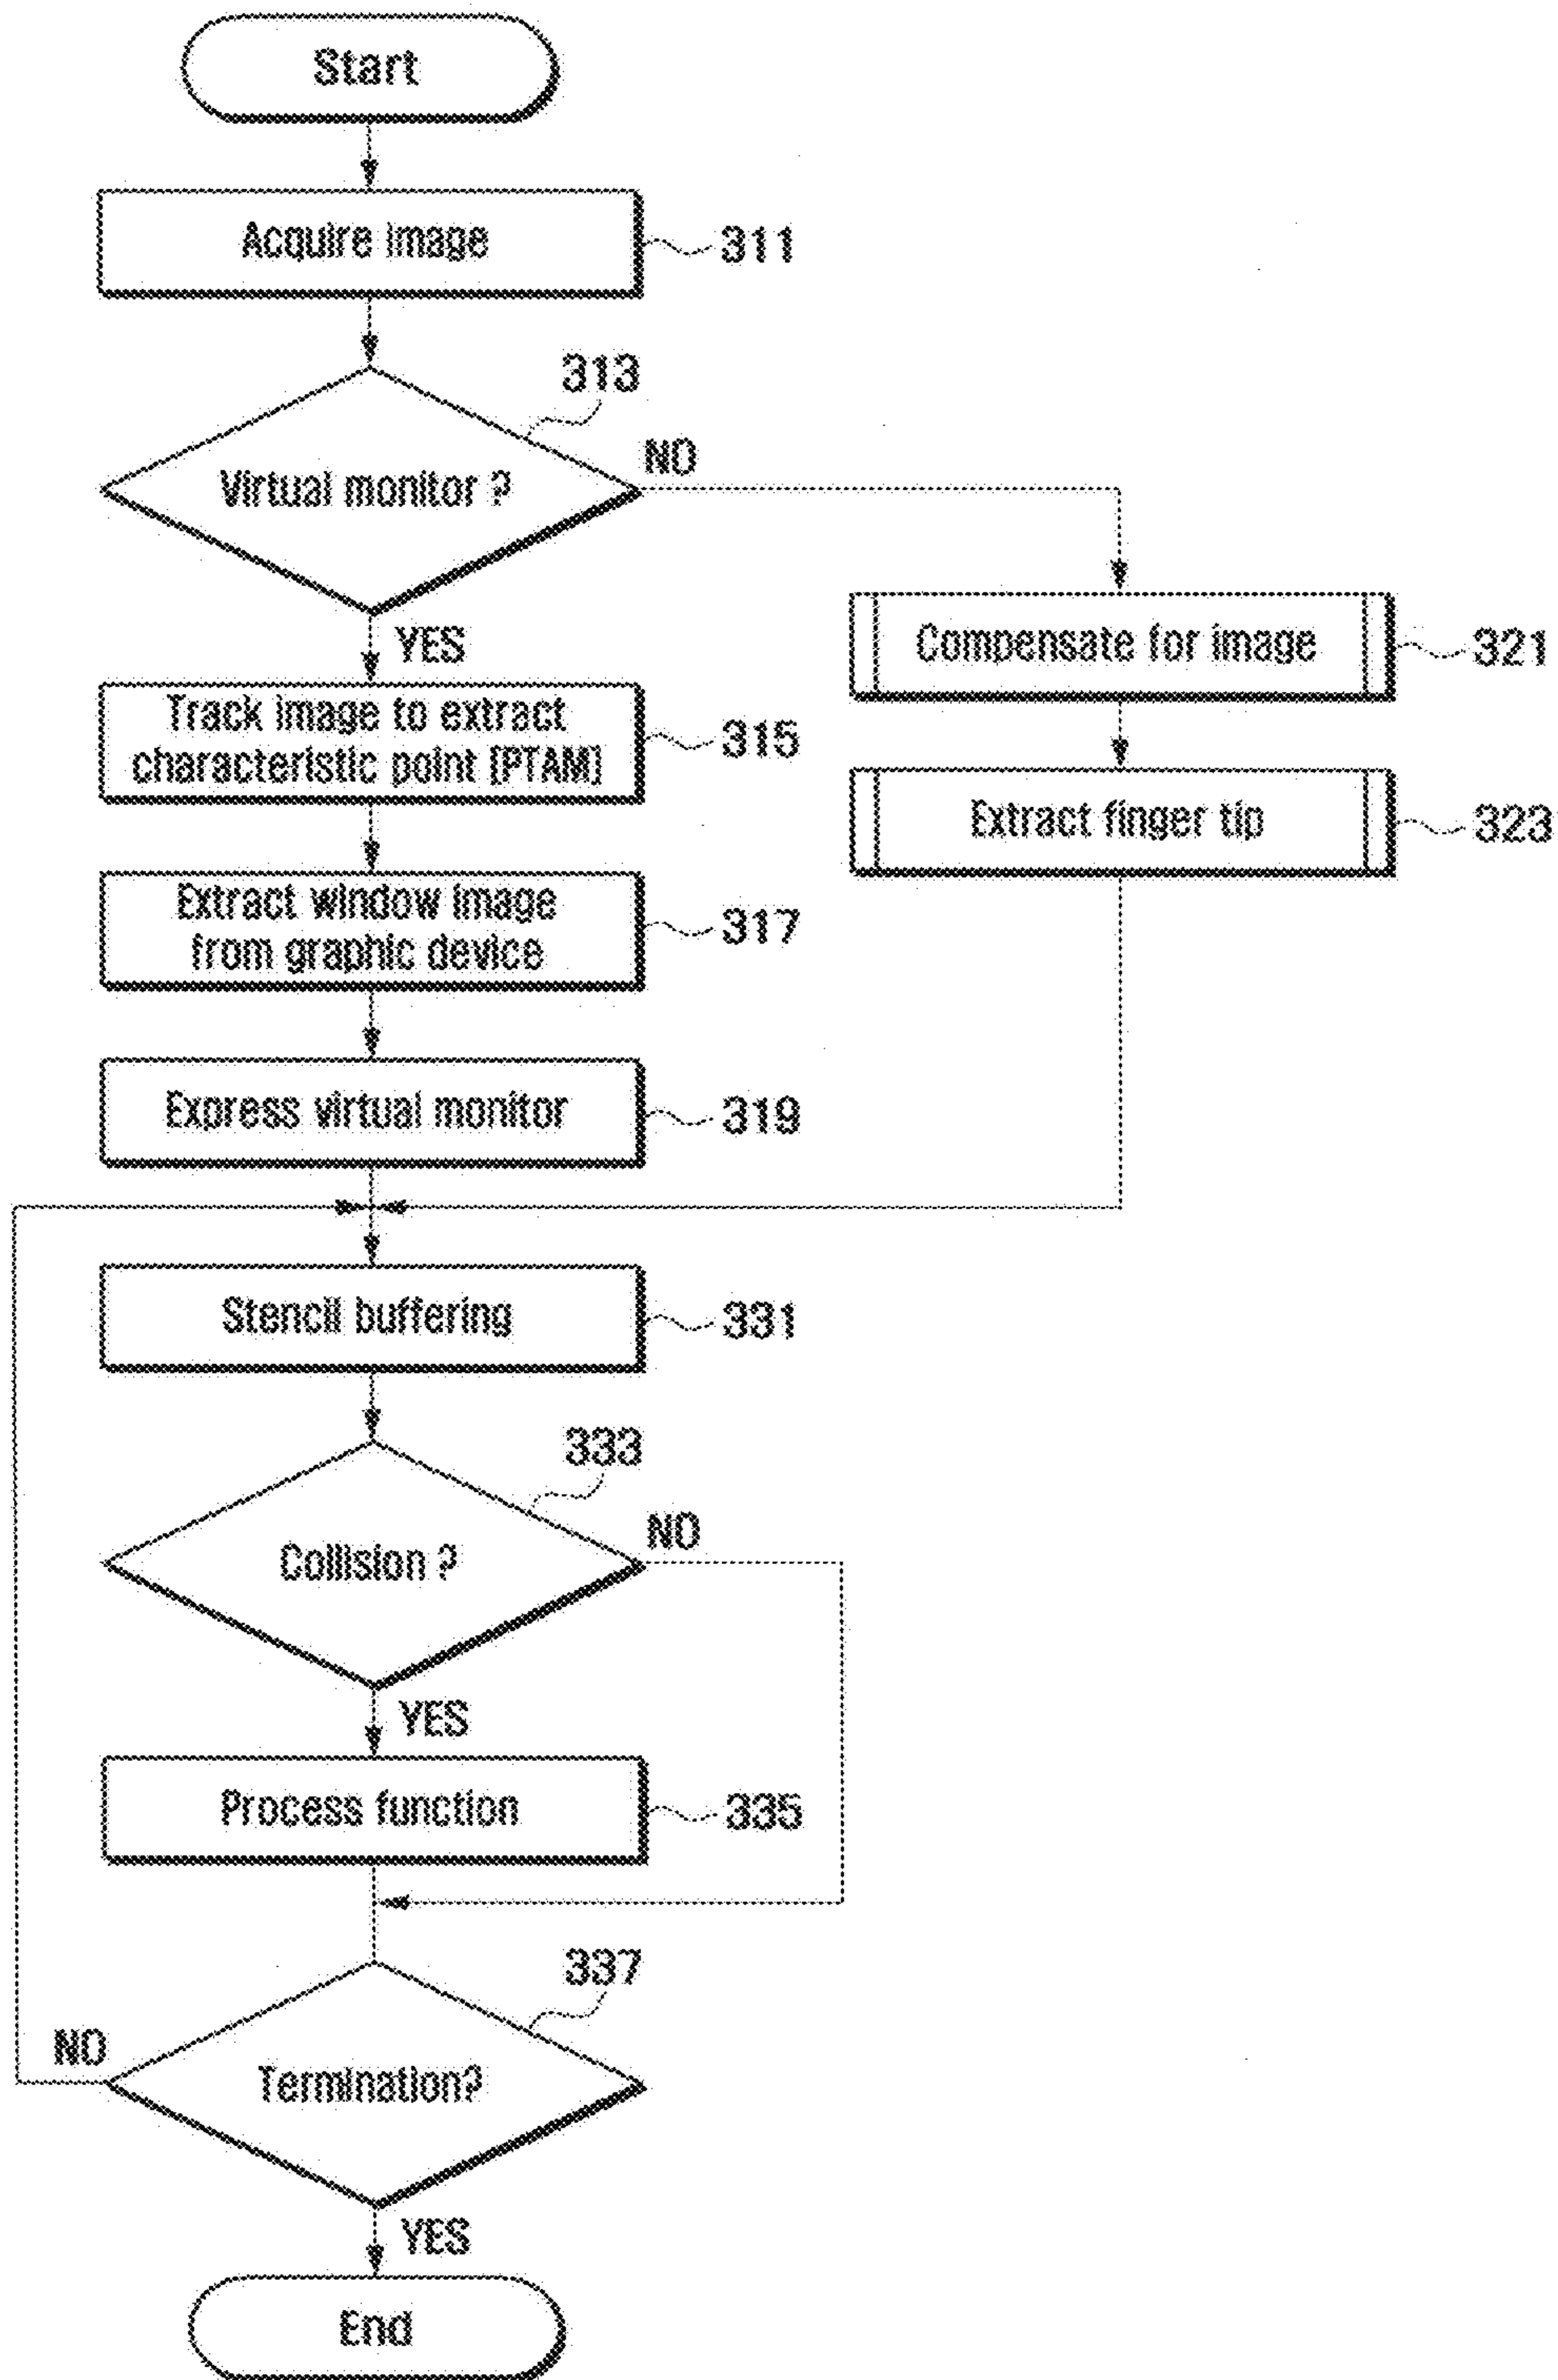 Start
Acquire image
311
313
Virtual monitor ?
NO
YES
Compensate for image
321
Track image to extract
characteristic point [PTAM]
315
Extract finger tip
323
Extract window image
from graphic device
317
Express virtual monitor
319
Stencil buffering
331
333
Collision ?
NO
YES
Process function
335
337
NO
Termination?
YES
End